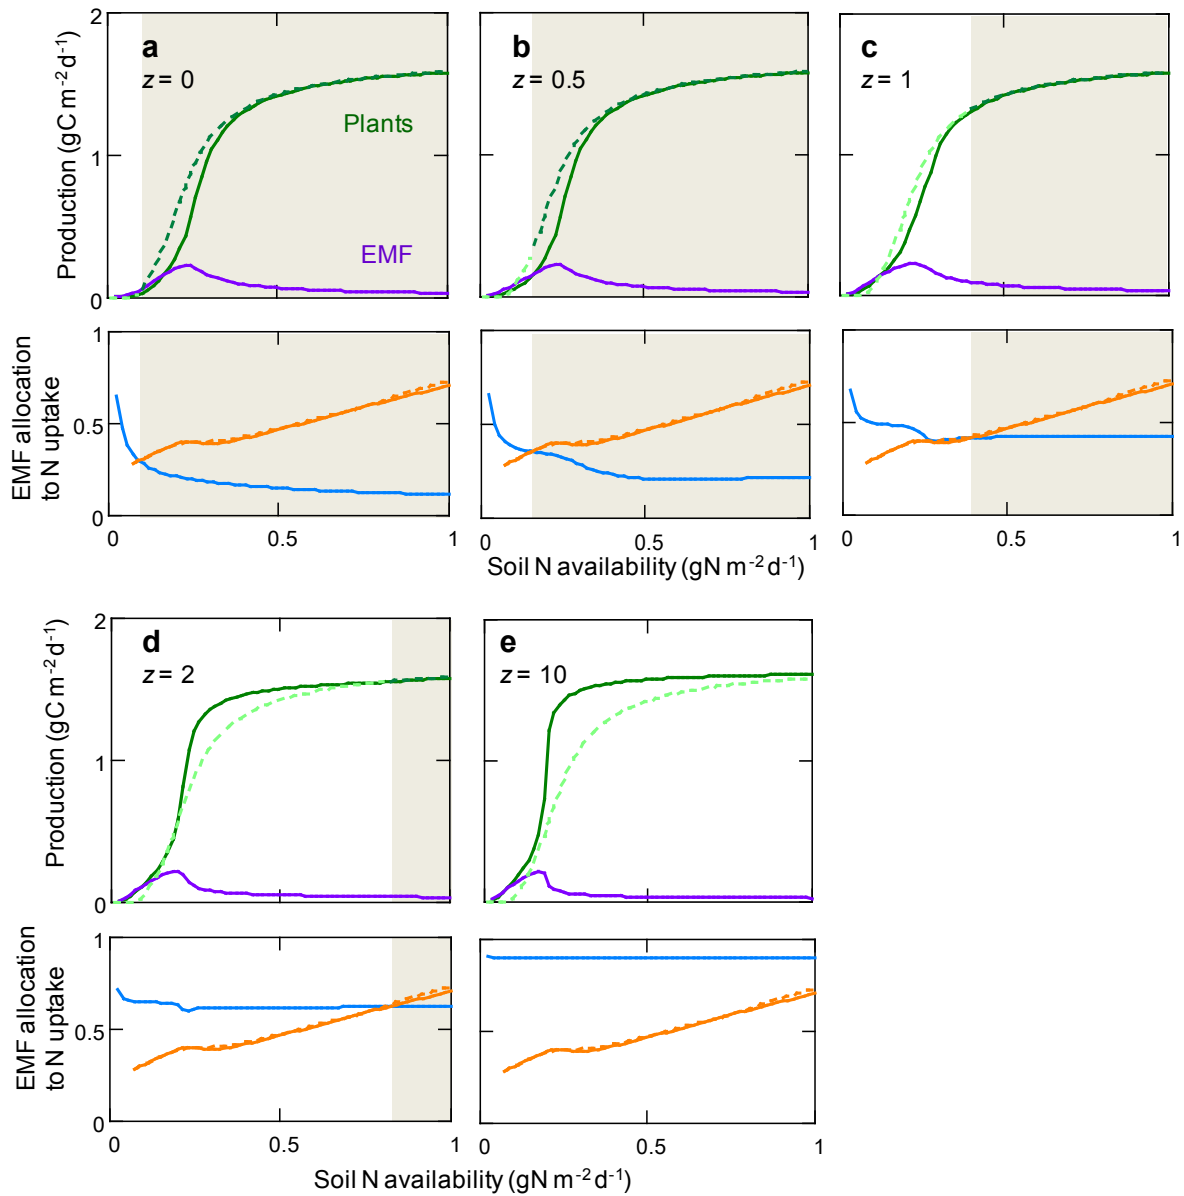 a
z = 0
b
z = 0.5
c
z = 1
Plants
EMF
Production (gC m-2 d-1)
2
1
0
EMF allocation
to N uptake
1
0.5
0
0
0.5
1
0
0.5
1
0
0.5
1
Soil N availability (gN m-2 d-1)
d
z = 2
e
z = 10
Production (gC m-2 d-1)
2
1
0
EMF allocation
to N uptake
1
0.5
0
0
0.5
1
0
0.5
1
Soil N availability (gN m-2 d-1)